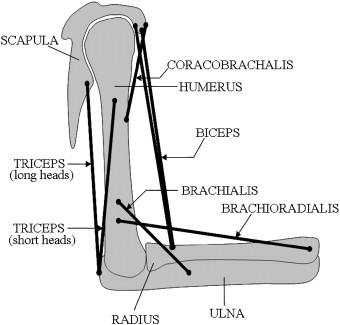 SCAPULA
CORACOBRACHALIS
HUMERUS
BICEPS
TRICEPS
(long heads)
BRACHIALIS
BRACHIORADIALIS
TRICEPS
(short heads)
RADIUS
ULNA